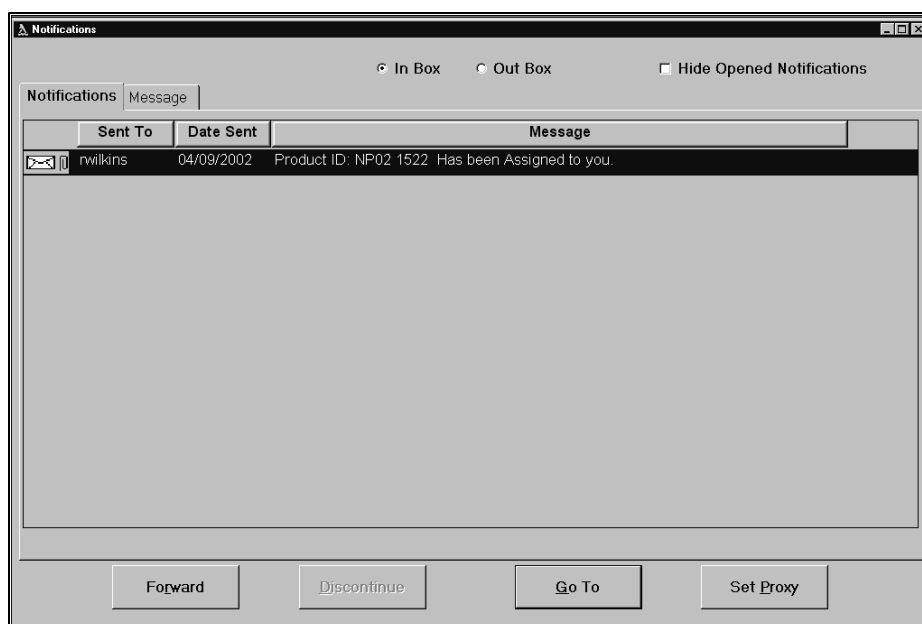 Notifications
In Box Out Box Hide Opened Notifications
Notifications Message
Sent To Date Sent Message
rwilkins 04/09/2002 Product ID: NP02 1522 Has been Assigned to you.
Forward Discontinue Go To Set Proxy